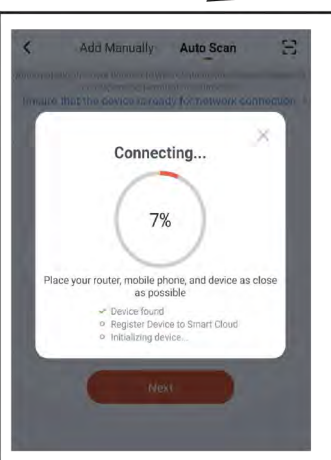 Add Manually Auto Scan
Ensure that the device is ready for network connection
Connecting...
7%
Place your router, mobile phone, and device as close
as possible
Device found
Register Device to Smart Cloud
Initializing device...
Next